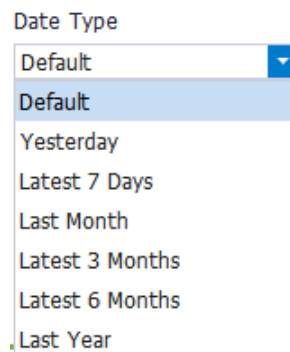 Date Type
Default
Default
Yesterday
Latest 7 Days
Last Month
Latest 3 Months
Latest 6 Months
Last Year